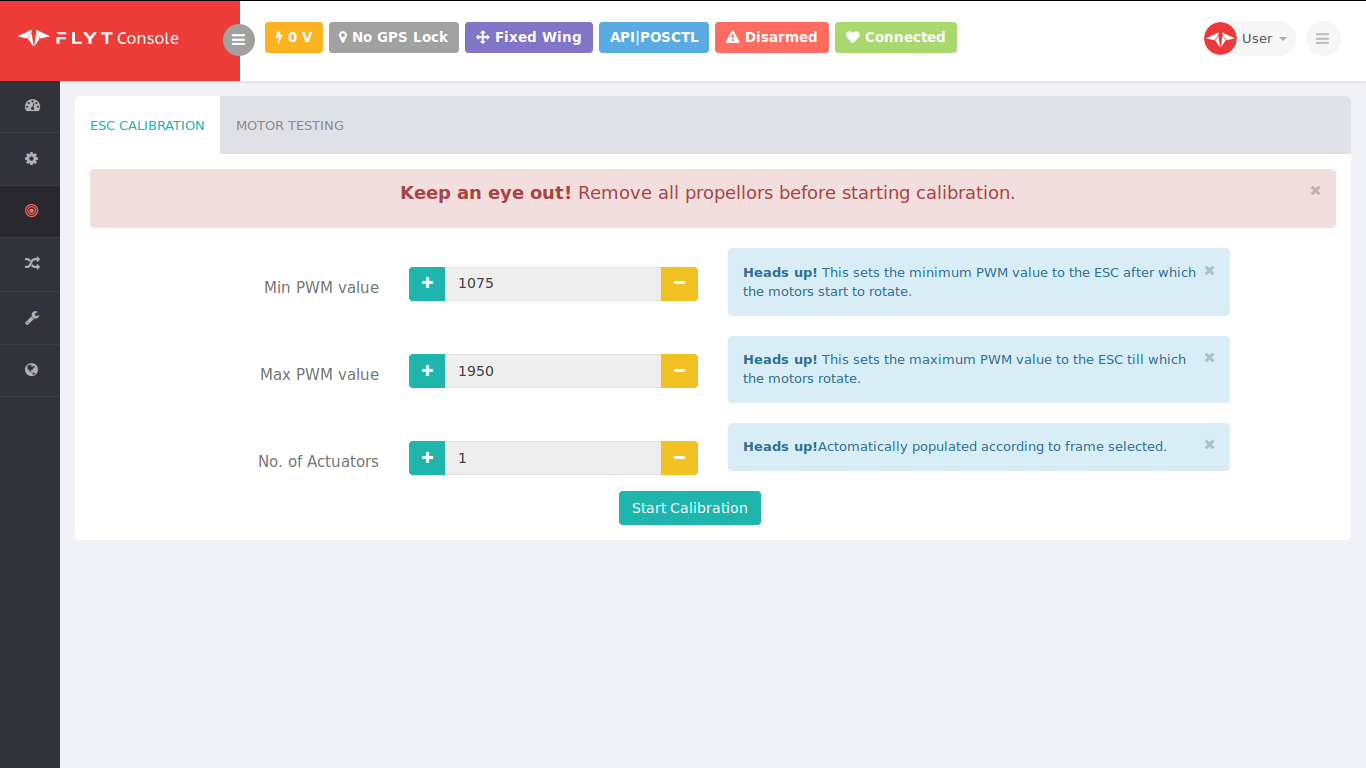 FLYT Console
0 V
No GPS Lock
Fixed Wing
API|POSCTL
Disarmed
Connected
User
ESC CALIBRATION
MOTOR TESTING
Keep an eye out! Remove all propellors before starting calibration.
Min PWM value
1075
Heads up! This sets the minimum PWM value to the ESC after which
the motors start to rotate.
Max PWM value
1950
Heads up! This sets the maximum PWM value to the ESC till which
the motors rotate.
No. of Actuators
1
Heads up!Actomatically populated according to frame selected.
Start Calibration